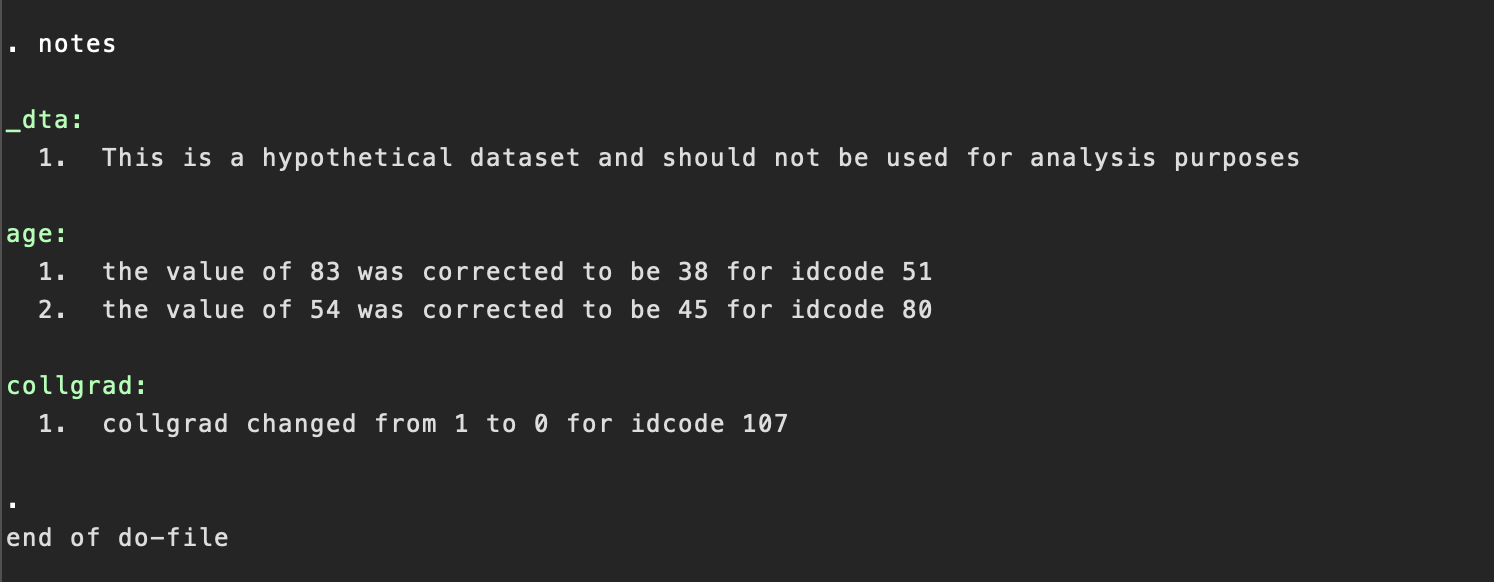 . notes
_dta:
1. This is a hypothetical dataset and should not be used for analysis purposes
age:
1. the value of 83 was corrected to be 38 for idcode 51
2. the value of 54 was corrected to be 45 for idcode 80
collgrad:
1. collgrad changed from 1 to 0 for idcode 107
.
end of do-file